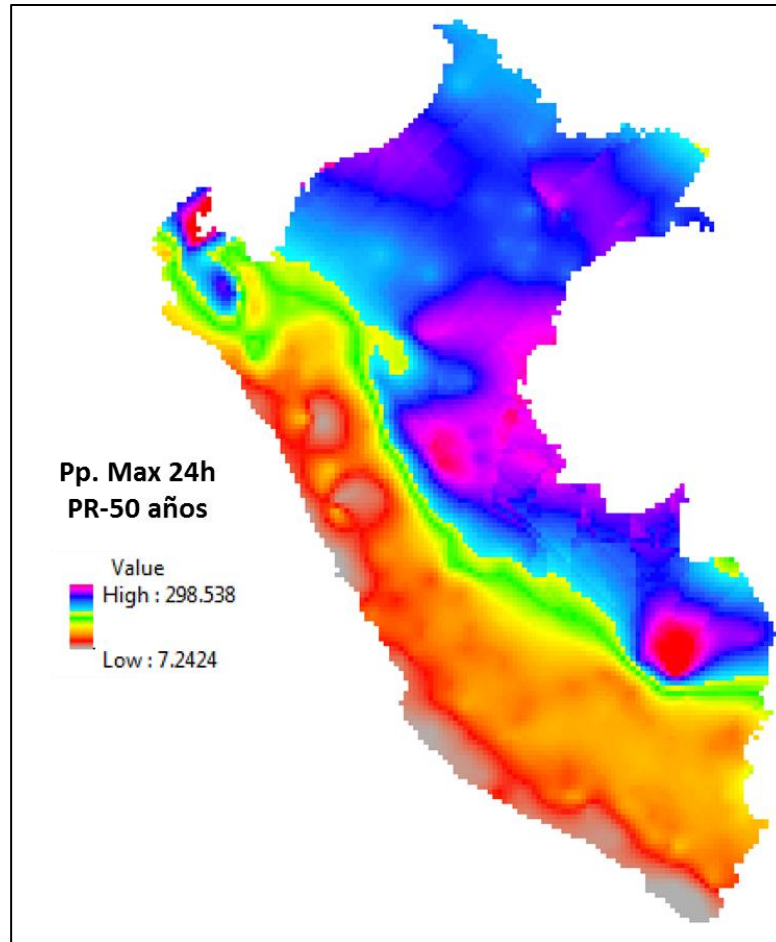 Pp. Max 24h
PR-50 años
Value
High : 298.538
Low : 7.2424